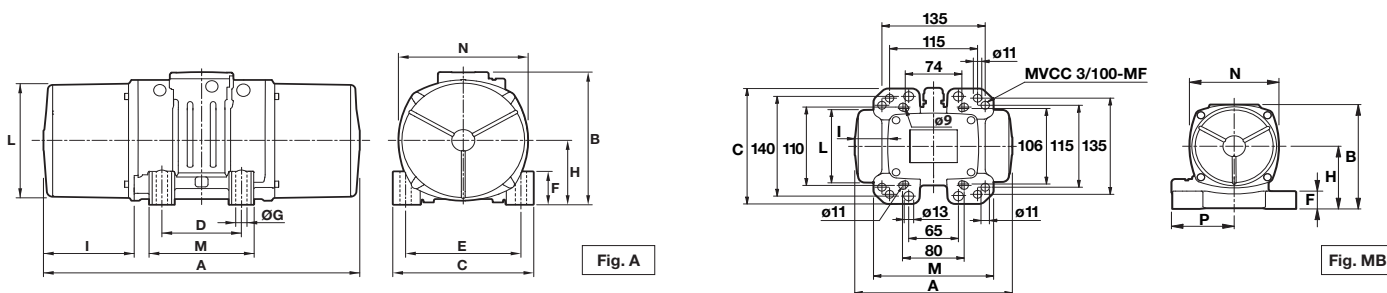 N
L
B
H
F
ØG
D
I
M
E
A
C
Fig. A
135
115
ø11
74
MVCC 3/100-MF
N
I
ø9
C
140
110
L
106
115
135
B
H
F
ø11
ø13
ø11
P
65
80
M
A
Fig. MB